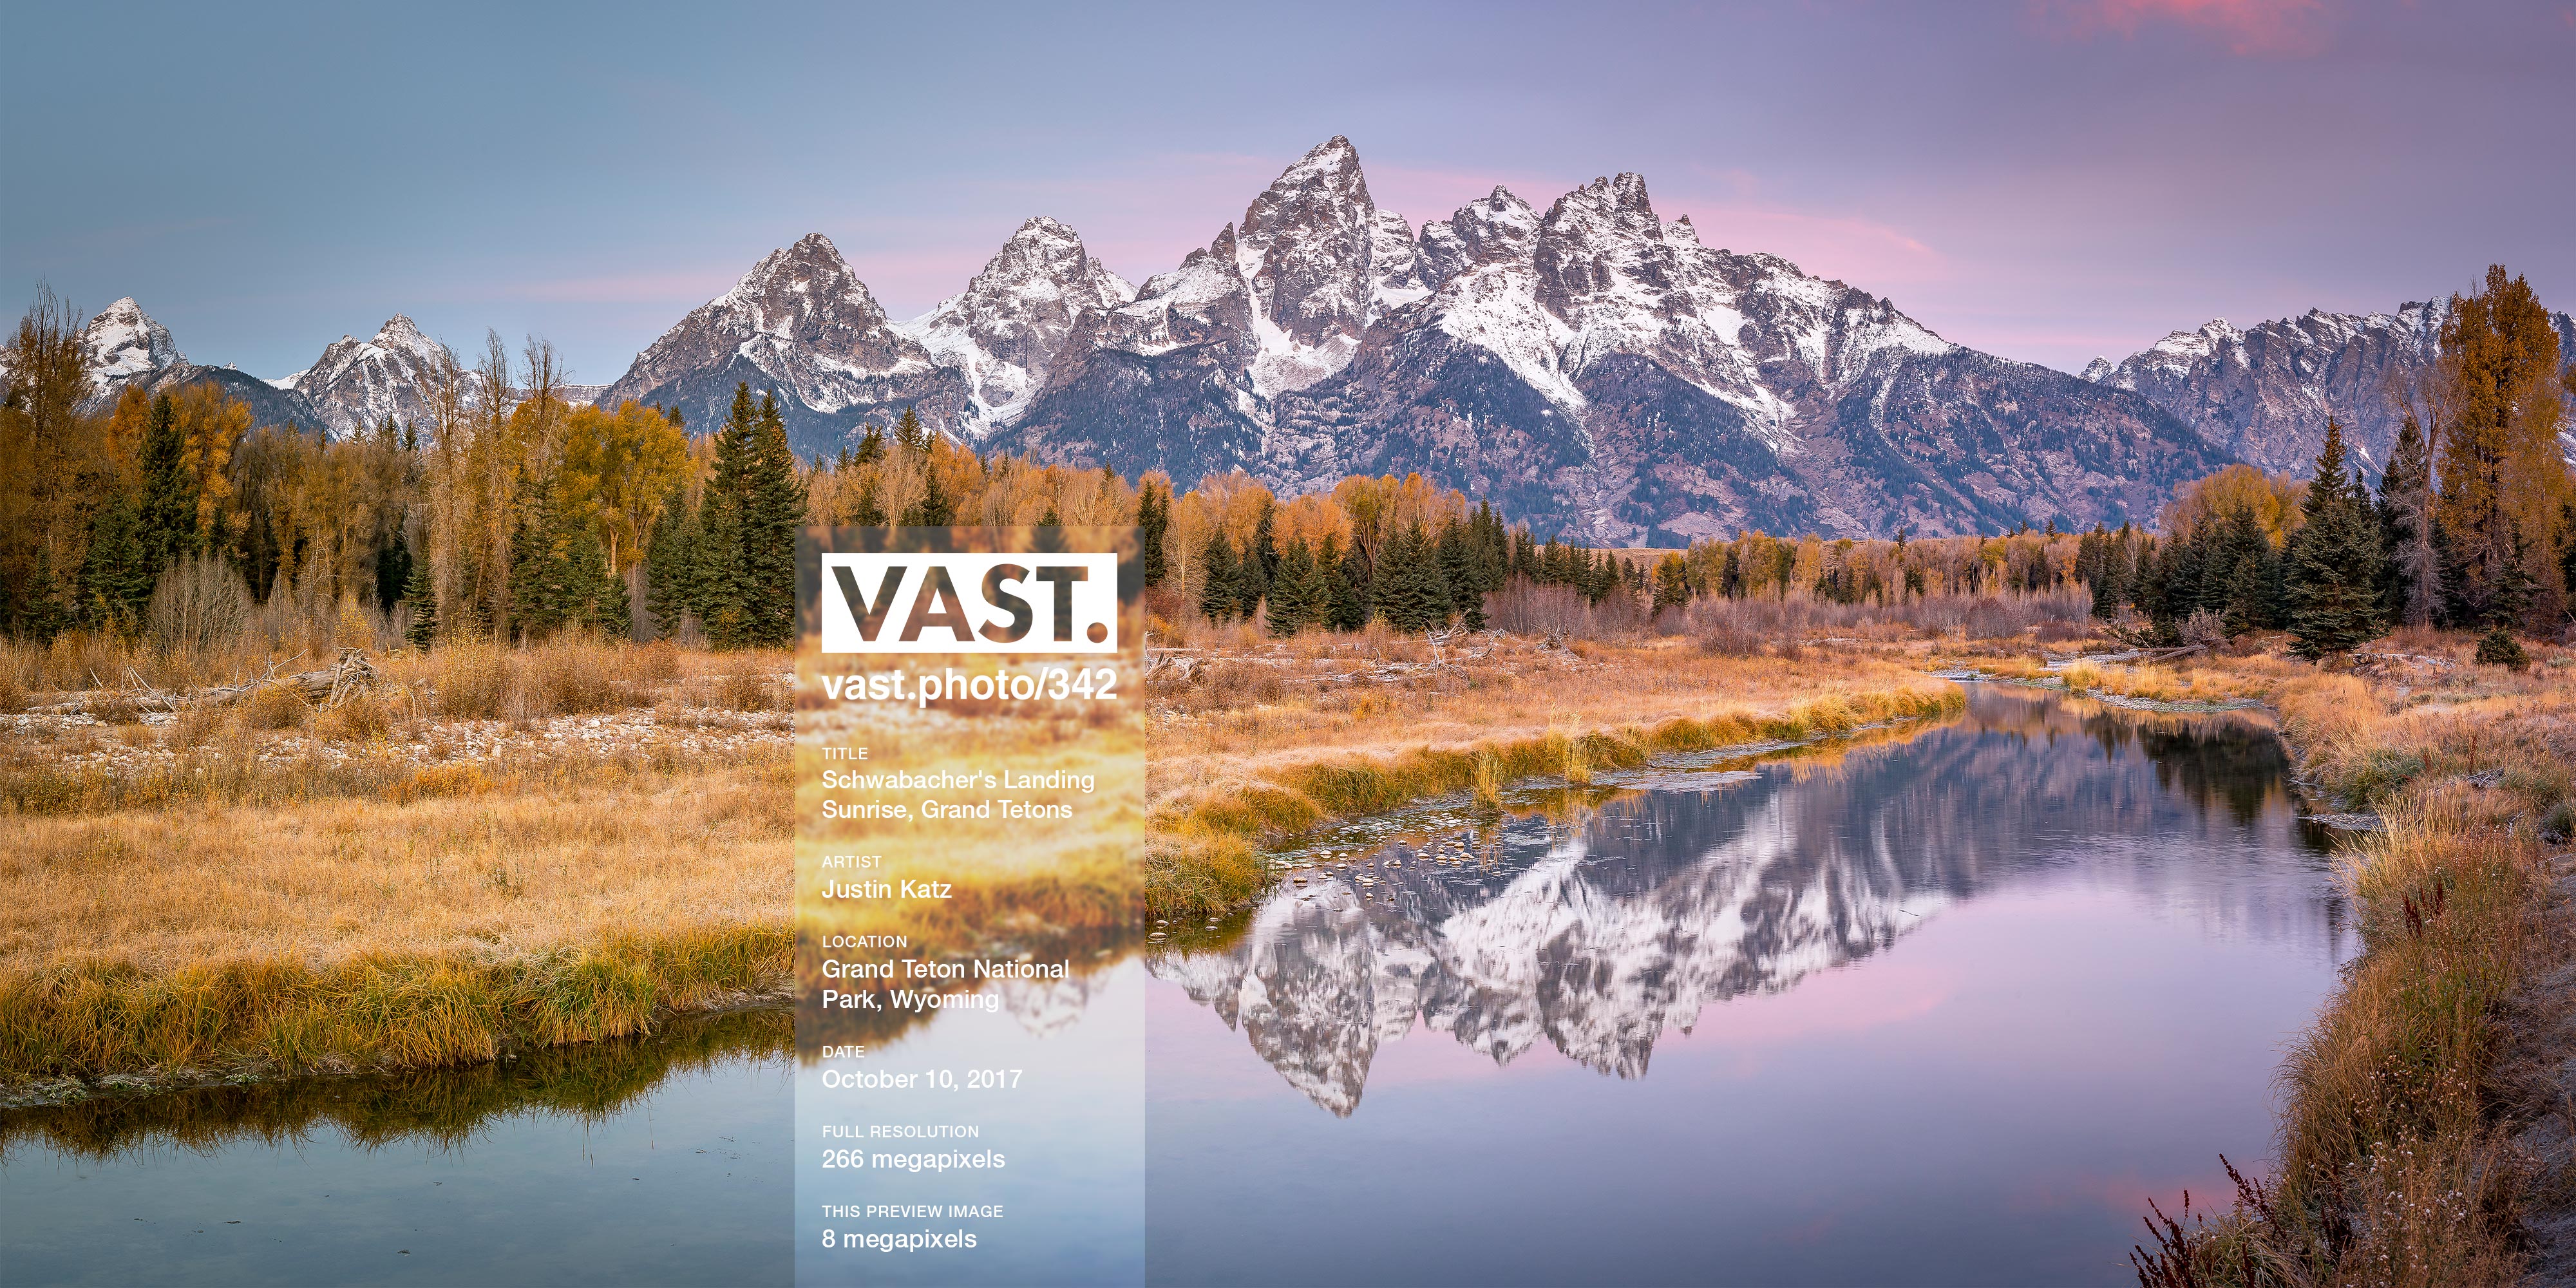 VAST.
vast.photo/342
TITLE
Schwabacher's Landing
Sunrise, Grand Tetons
ARTIST
Justin Katz
LOCATION
Grand Teton National
Park, Wyoming
DATE
October 10, 2017
FULL RESOLUTION
266 megapixels
THIS PREVIEW IMAGE
8 megapixels